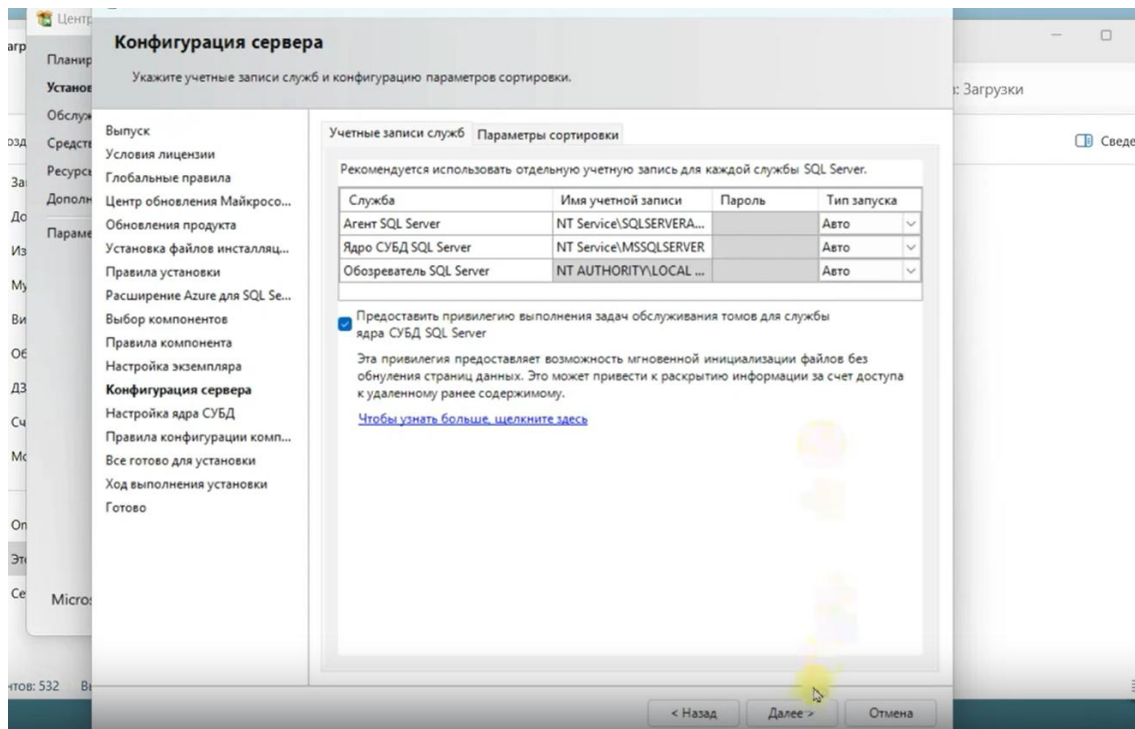 Центр
Планир
Установ
Обслуж
Средств
Ресурсы
Дополн
Параме
Micros
Конфигурация сервера
Укажите учетные записи служб и конфигурацию параметров сортировки.
Выпуск
Условия лицензии
Глобальные правила
Центр обновления Майкросо...
Обновления продукта
Установка файлов инсталляц...
Правила установки
Расширение Azure для SQL Se...
Выбор компонентов
Правила компонента
Настройка экземпляра
Конфигурация сервера
Настройка ядра СУБД
Правила конфигурации комп...
Все готово для установки
Ход выполнения установки
Готово
Учетные записи служб Параметры сортировки
Рекомендуется использовать отдельную учетную запись для каждой службы SQL Server.
Служба Имя учетной записи Пароль Тип запуска
Агент SQL Server NT Service\SQLSERVERA... Авто
Ядро СУБД SQL Server NT Service\MSSQLSERVER Авто
Обозреватель SQL Server NT AUTHORITY\LOCAL ... Авто
Предоставить привилегию выполнения задач обслуживания томов для службы
ядра СУБД SQL Server
Эта привилегия предоставляет возможность мгновенной инициализации файлов без
обнуления страниц данных. Это может привести к раскрытию информации за счет доступа
к удаленному ранее содержимому.
Чтобы узнать больше, щелкните здесь
< Назад Далее > Отмена
: Загрузки
Сведе
нтов: 532